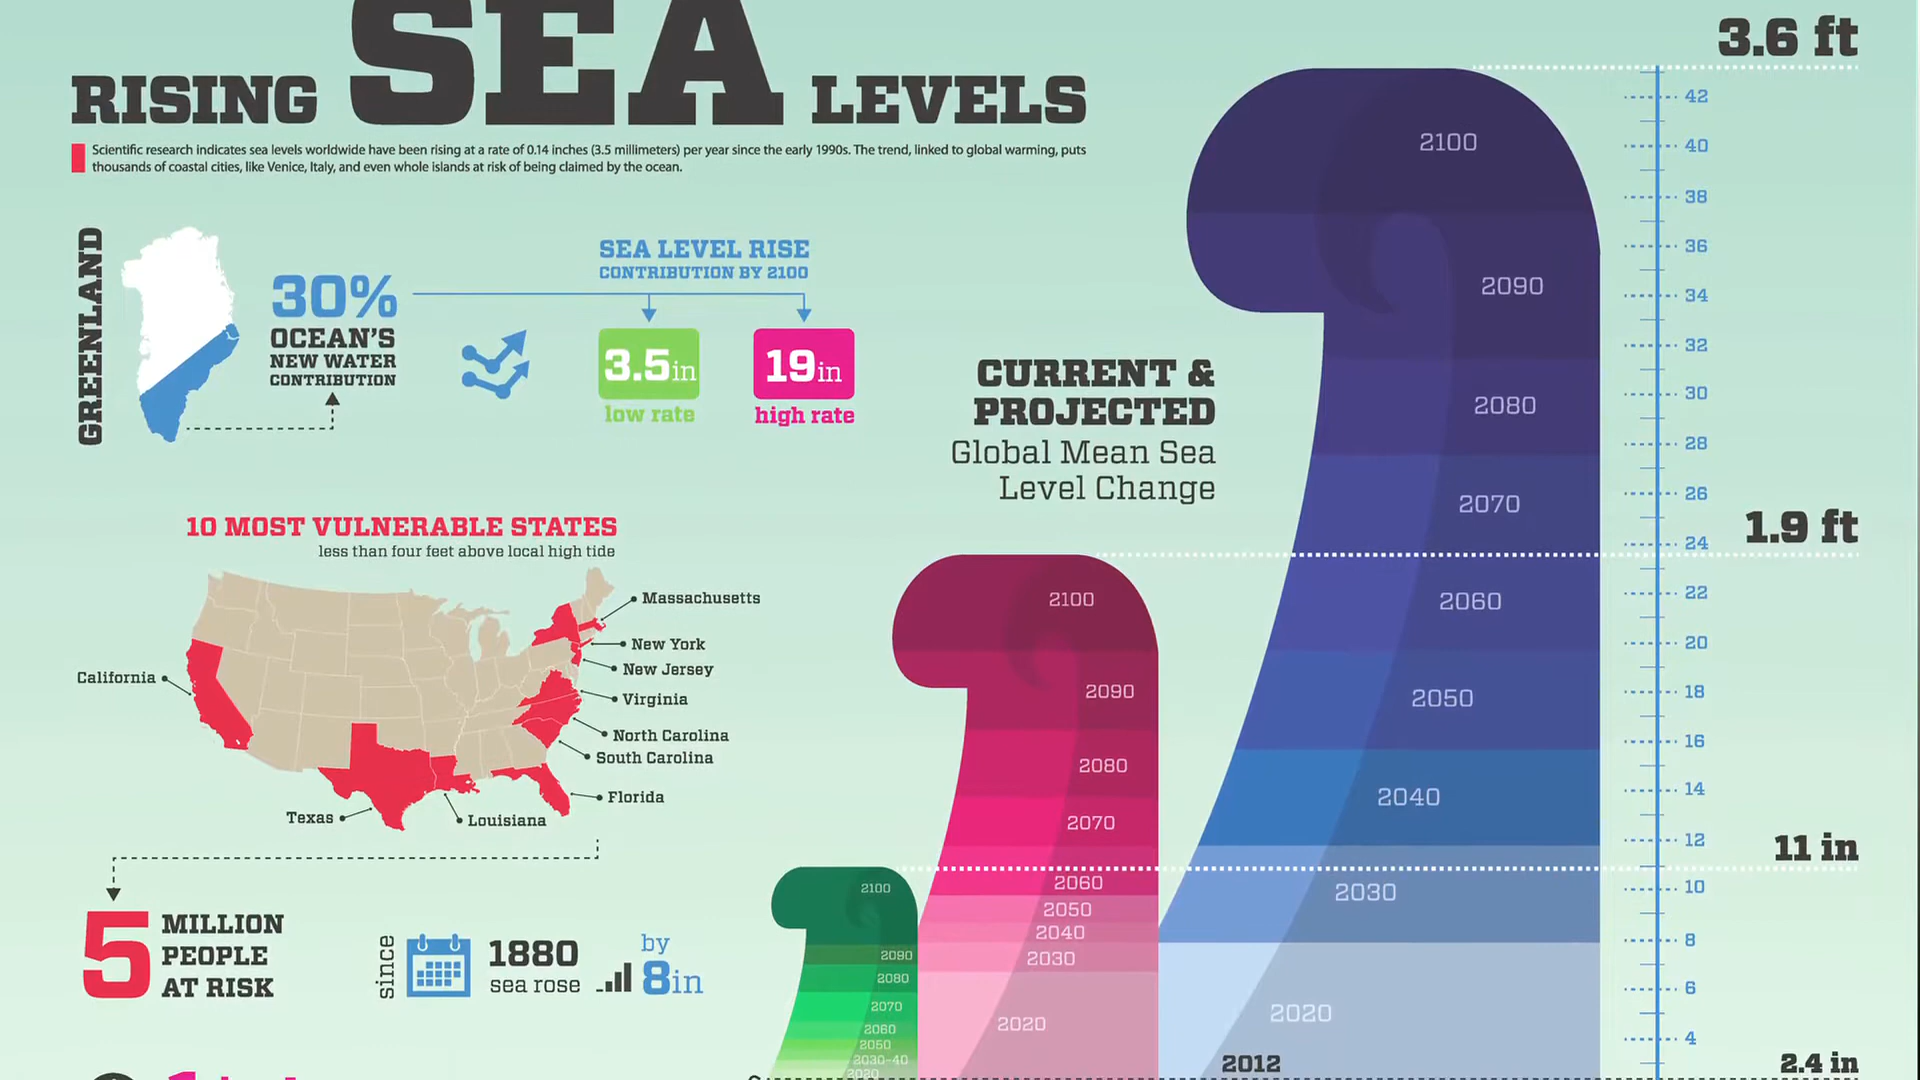 RISING SEA LEVELS
Scientific research indicates sea levels worldwide have been rising at a rate of 0.14 inches (3.5 millimeters) per year since the early 1990s. The trend, linked to global warming, puts
thousands of coastal cities, like Venice, Italy, and even whole islands at risk of being claimed by the ocean.
GREENLAND
30%
OCEAN'S
NEW WATER
CONTRIBUTION
SEA LEVEL RISE
CONTRIBUTION BY 2100
3.5in
low rate
19in
high rate
10 MOST VULNERABLE STATES
less than four feet above local high tide
Massachusetts
New York
New Jersey
Virginia
North Carolina
South Carolina
Florida
Louisiana
Texas
California
5
MILLION
PEOPLE
AT RISK
since
1880
sea rose
by
8in
CURRENT &
PROJECTED
Global Mean Sea
Level Change
2100
2090
2080
2070
2060
2050
2030-40
2020
2100
2090
2080
2070
2060
2050
2040
2030
2020
2100
2090
2080
2070
2060
2050
2040
2030
2020
2012
42
40
38
36
34
32
30
28
26
24
22
20
18
16
14
12
10
8
6
4
3.6 ft
1.9 ft
11 in
2.4 in